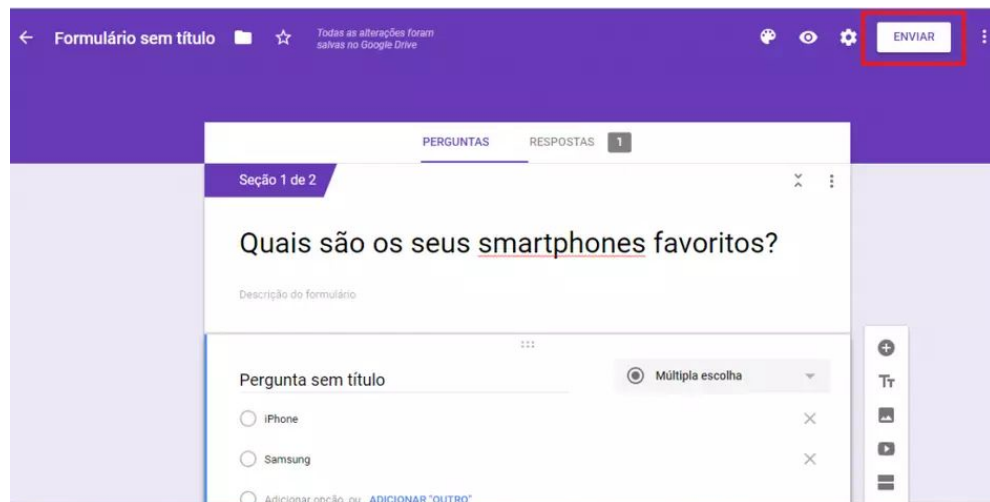 Formulário sem título
Todas as alterações foram
salvas no Google Drive
ENVIAR
PERGUNTAS RESPOSTAS 1
Seção 1 de 2
Quais são os seus smartphones favoritos?
Descrição do formulário
Pergunta sem título
Múltipla escolha
iPhone
Samsung
Adicionar opção ou ADICIONAR "OUTRO"
Tт